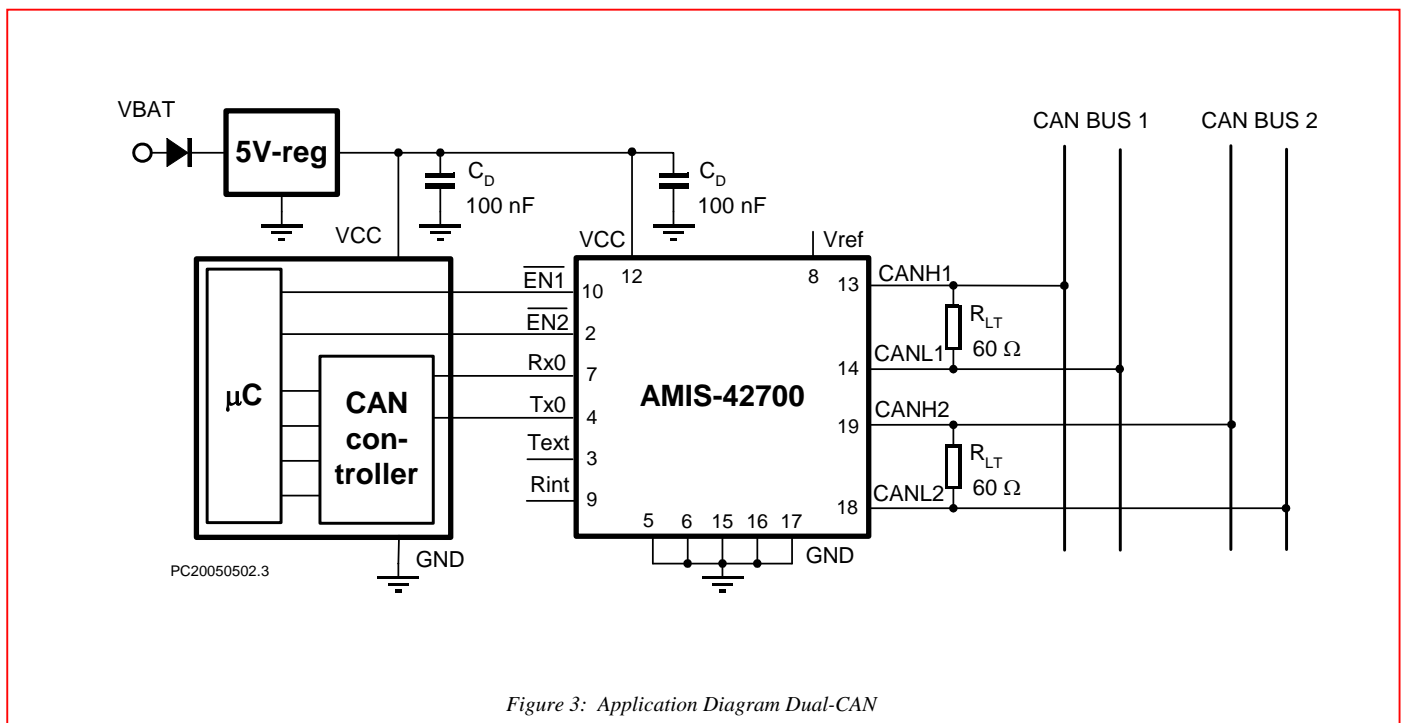 VBAT
5V-reg
CAN BUS 1
CAN BUS 2
C_D
100 nF
C_D
100 nF
VCC
VCC
Vref
12
8
13
CANH1
EN1
10
EN2
2
R_LT
60 Ω
Rx0
7
CANL1
14
μC
CAN
con-
troller
AMIS-42700
Tx0
4
CANH2
19
Text
3
R_LT
60 Ω
Rint
9
CANL2
18
5
6
15
16
17
GND
GND
PC20050502.3
Figure 3: Application Diagram Dual-CAN